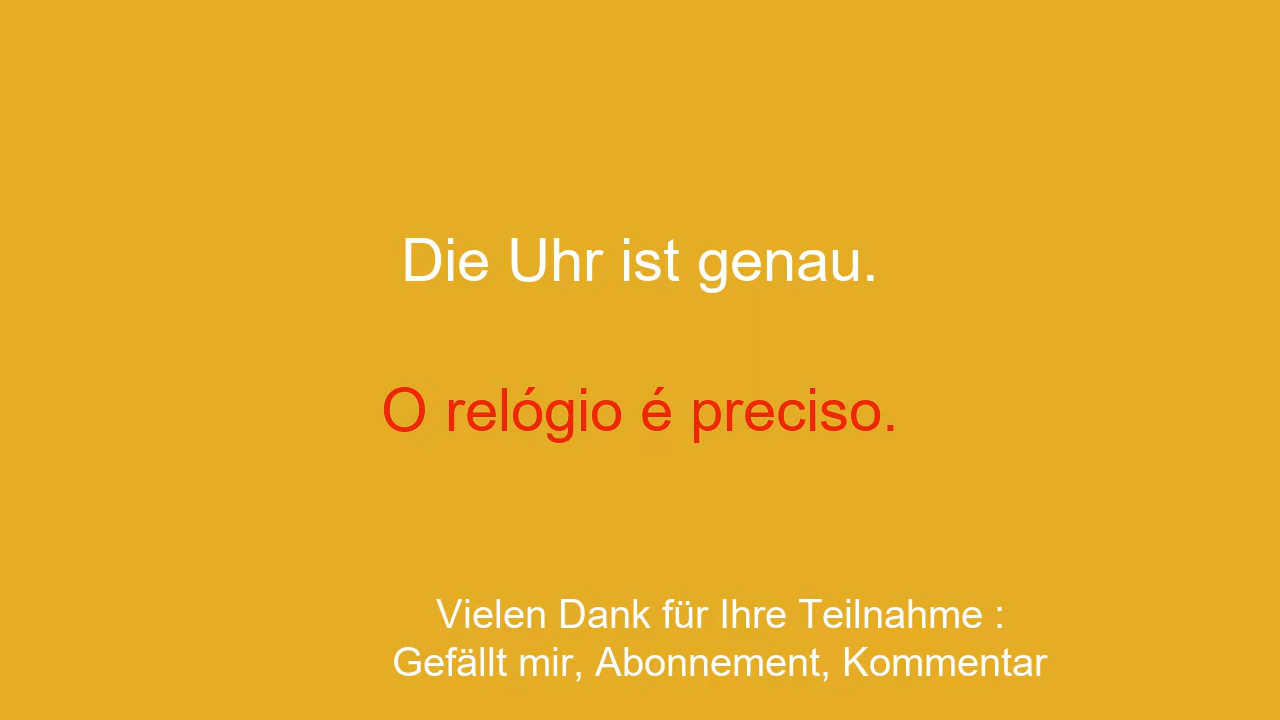 Die Uhr ist genau.
O relógio é preciso.
Vielen Dank für Ihre Teilnahme :
Gefällt mir, Abonnement, Kommentar